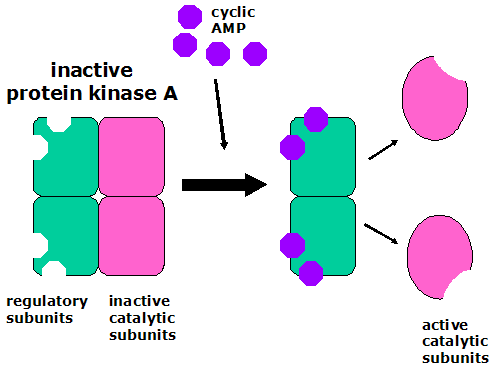 cyclic
AMP
inactive
protein kinase A
regulatory
subunits
inactive
catalytic
subunits
active
catalytic
subunits